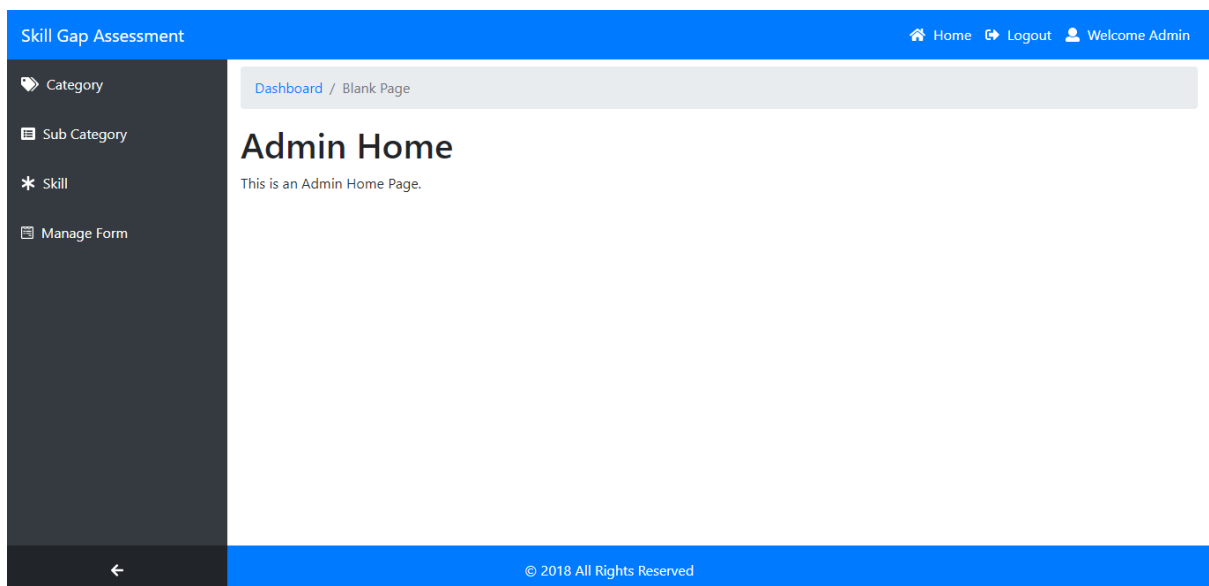 Skill Gap Assessment
Home Logout Welcome Admin
Category
Sub Category
Skill
Manage Form
Dashboard / Blank Page
Admin Home
This is an Admin Home Page.
© 2018 All Rights Reserved